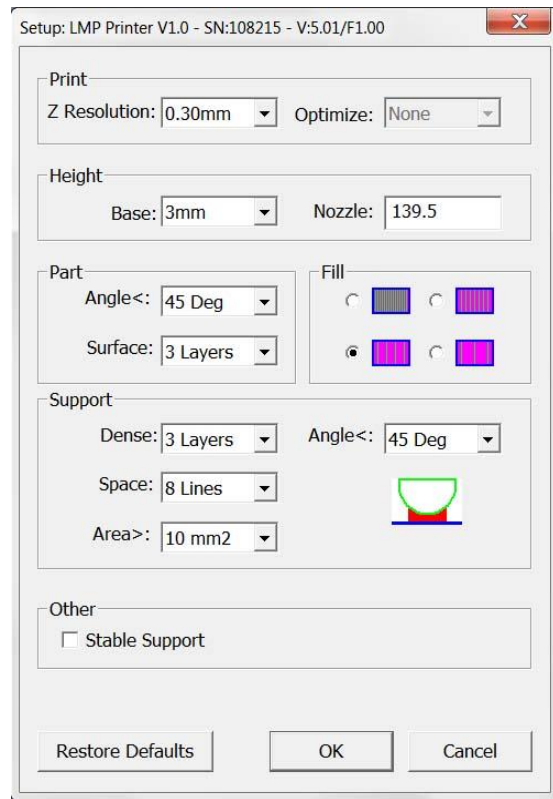 Setup: LMP Printer V1.0 - SN:108215 - V:5.01/F1.00
Print
Z Resolution: 0.30mm Optimize: None
Height
Base: 3mm Nozzle: 139.5
Part Fill
Angle<: 45 Deg
Surface: 3 Layers
Support
Dense: 3 Layers Angle<: 45 Deg
Space: 8 Lines
Area>: 10 mm2
Other
Stable Support
Restore Defaults OK Cancel